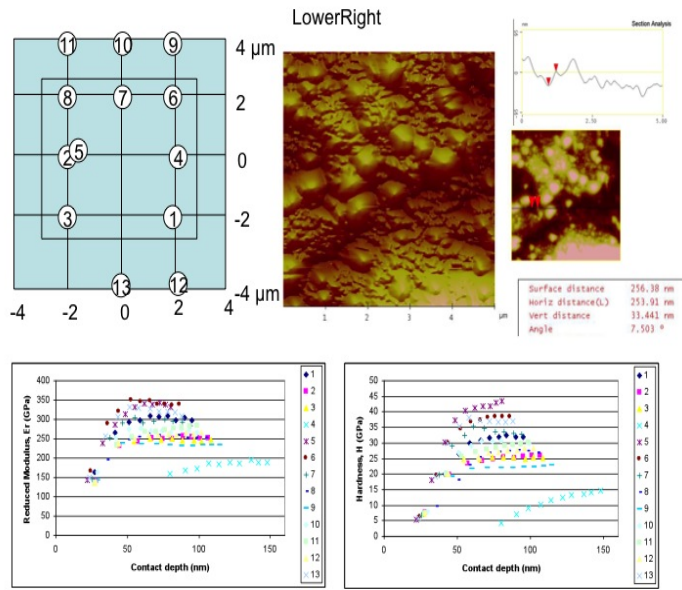 LowerRight
11 10 9 4 µm
8 7 6 2
2 5 4 0
3 1 -2
13 12 -4 µm
-4 -2 0 2 4
µm
Section Analysis
0 2.50 5.00
Surface distance 256.38 nm
Horiz distance(L) 253.91 nm
Vert distance 33.441 nm
Angle 7.503 º
Reduced Modulus, Er (GPa)
400
350
300
250
200
150
100
50
0
0 50 100 150
Contact depth (nm)
1
2
3
4
5
6
7
8
9
10
11
12
13
Hardness, H (GPa)
50
45
40
35
30
25
20
15
10
5
0
0 50 100 150
Contact depth (nm)
1
2
3
4
5
6
7
8
9
10
11
12
13